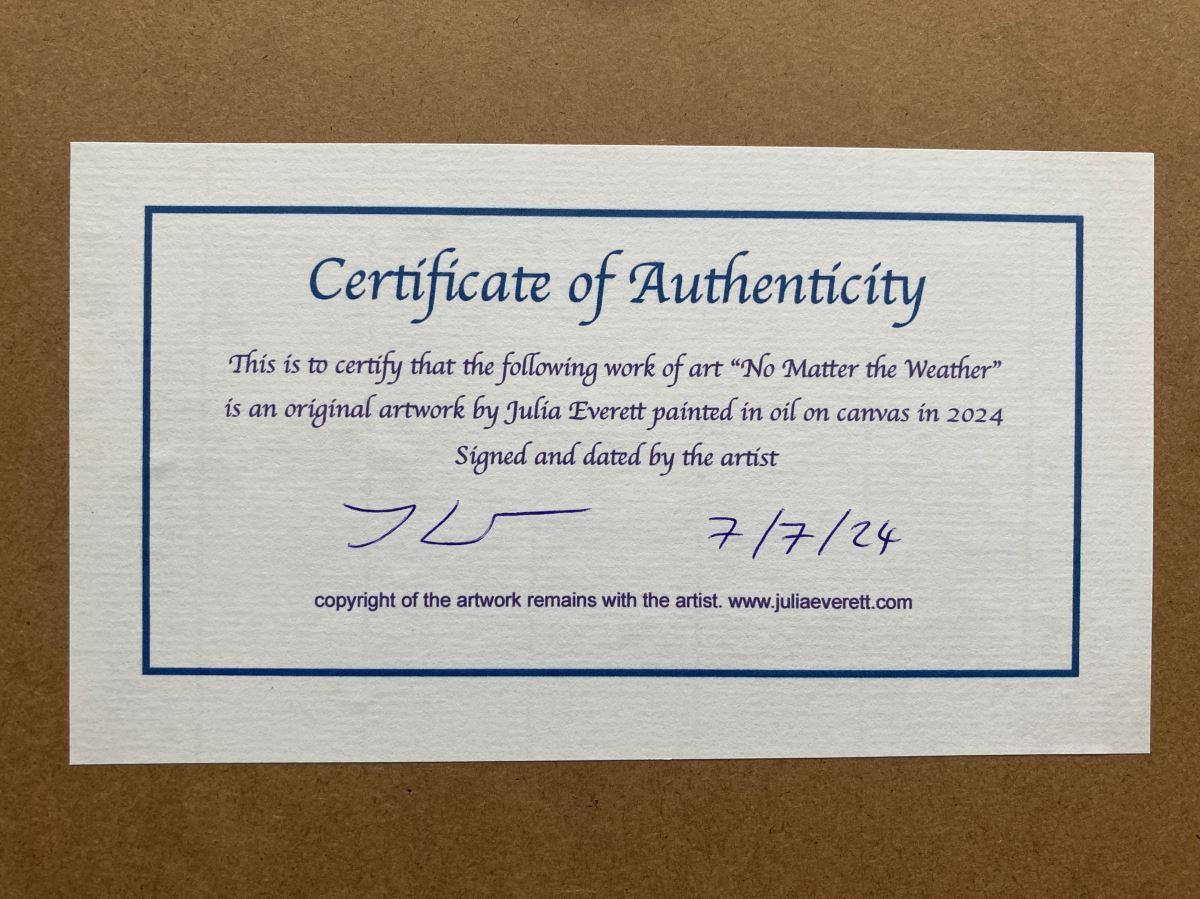 Certificate of Authenticity
This is to certify that the following work of art “No Matter the Weather”
is an original artwork by Julia Everett painted in oil on canvas in 2024
Signed and dated by the artist
7/7/24
copyright of the artwork remains with the artist. www.juliaeverett.com